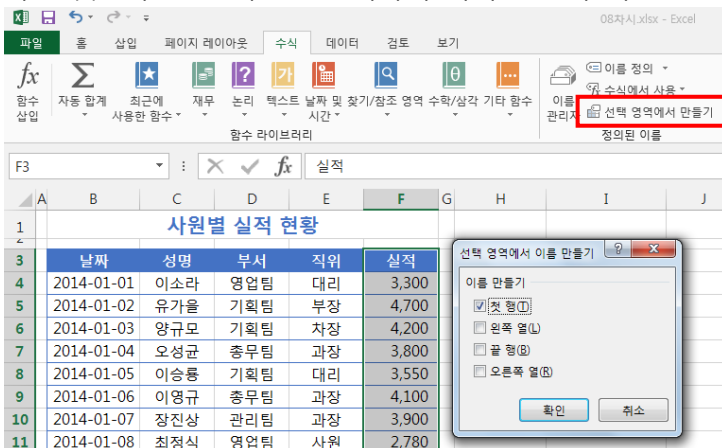 08차시.xlsx - Excel
파일 홈 삽입 페이지 레이아웃 수식 데이터 검토 보기
fx 함수 삽입
자동 합계
최근에 사용한 함수
재무
논리
텍스트
날짜 및 시간
찾기/참조 영역
수학/삼각
기타 함수
함수 라이브러리
이름 관리자
이름 정의
수식에서 사용
선택 영역에서 만들기
정의된 이름
F3 fx 실적
A B C D E F G H I J
1 사원별 실적 현황
2
3 날짜 성명 부서 직위 실적
4 2014-01-01 이소라 영업팀 대리 3,300
5 2014-01-02 유가을 기획팀 부장 4,700
6 2014-01-03 양규모 기획팀 차장 4,200
7 2014-01-04 오성균 총무팀 과장 3,800
8 2014-01-05 이승룡 기획팀 대리 3,550
9 2014-01-06 이영규 총무팀 과장 4,100
10 2014-01-07 장진상 관리팀 과장 3,900
11 2014-01-08 최정식 영업팀 사원 2,780
선택 영역에서 이름 만들기
이름 만들기
첫 행(T)
왼쪽 열(L)
끝 행(B)
오른쪽 열(R)
확인 취소